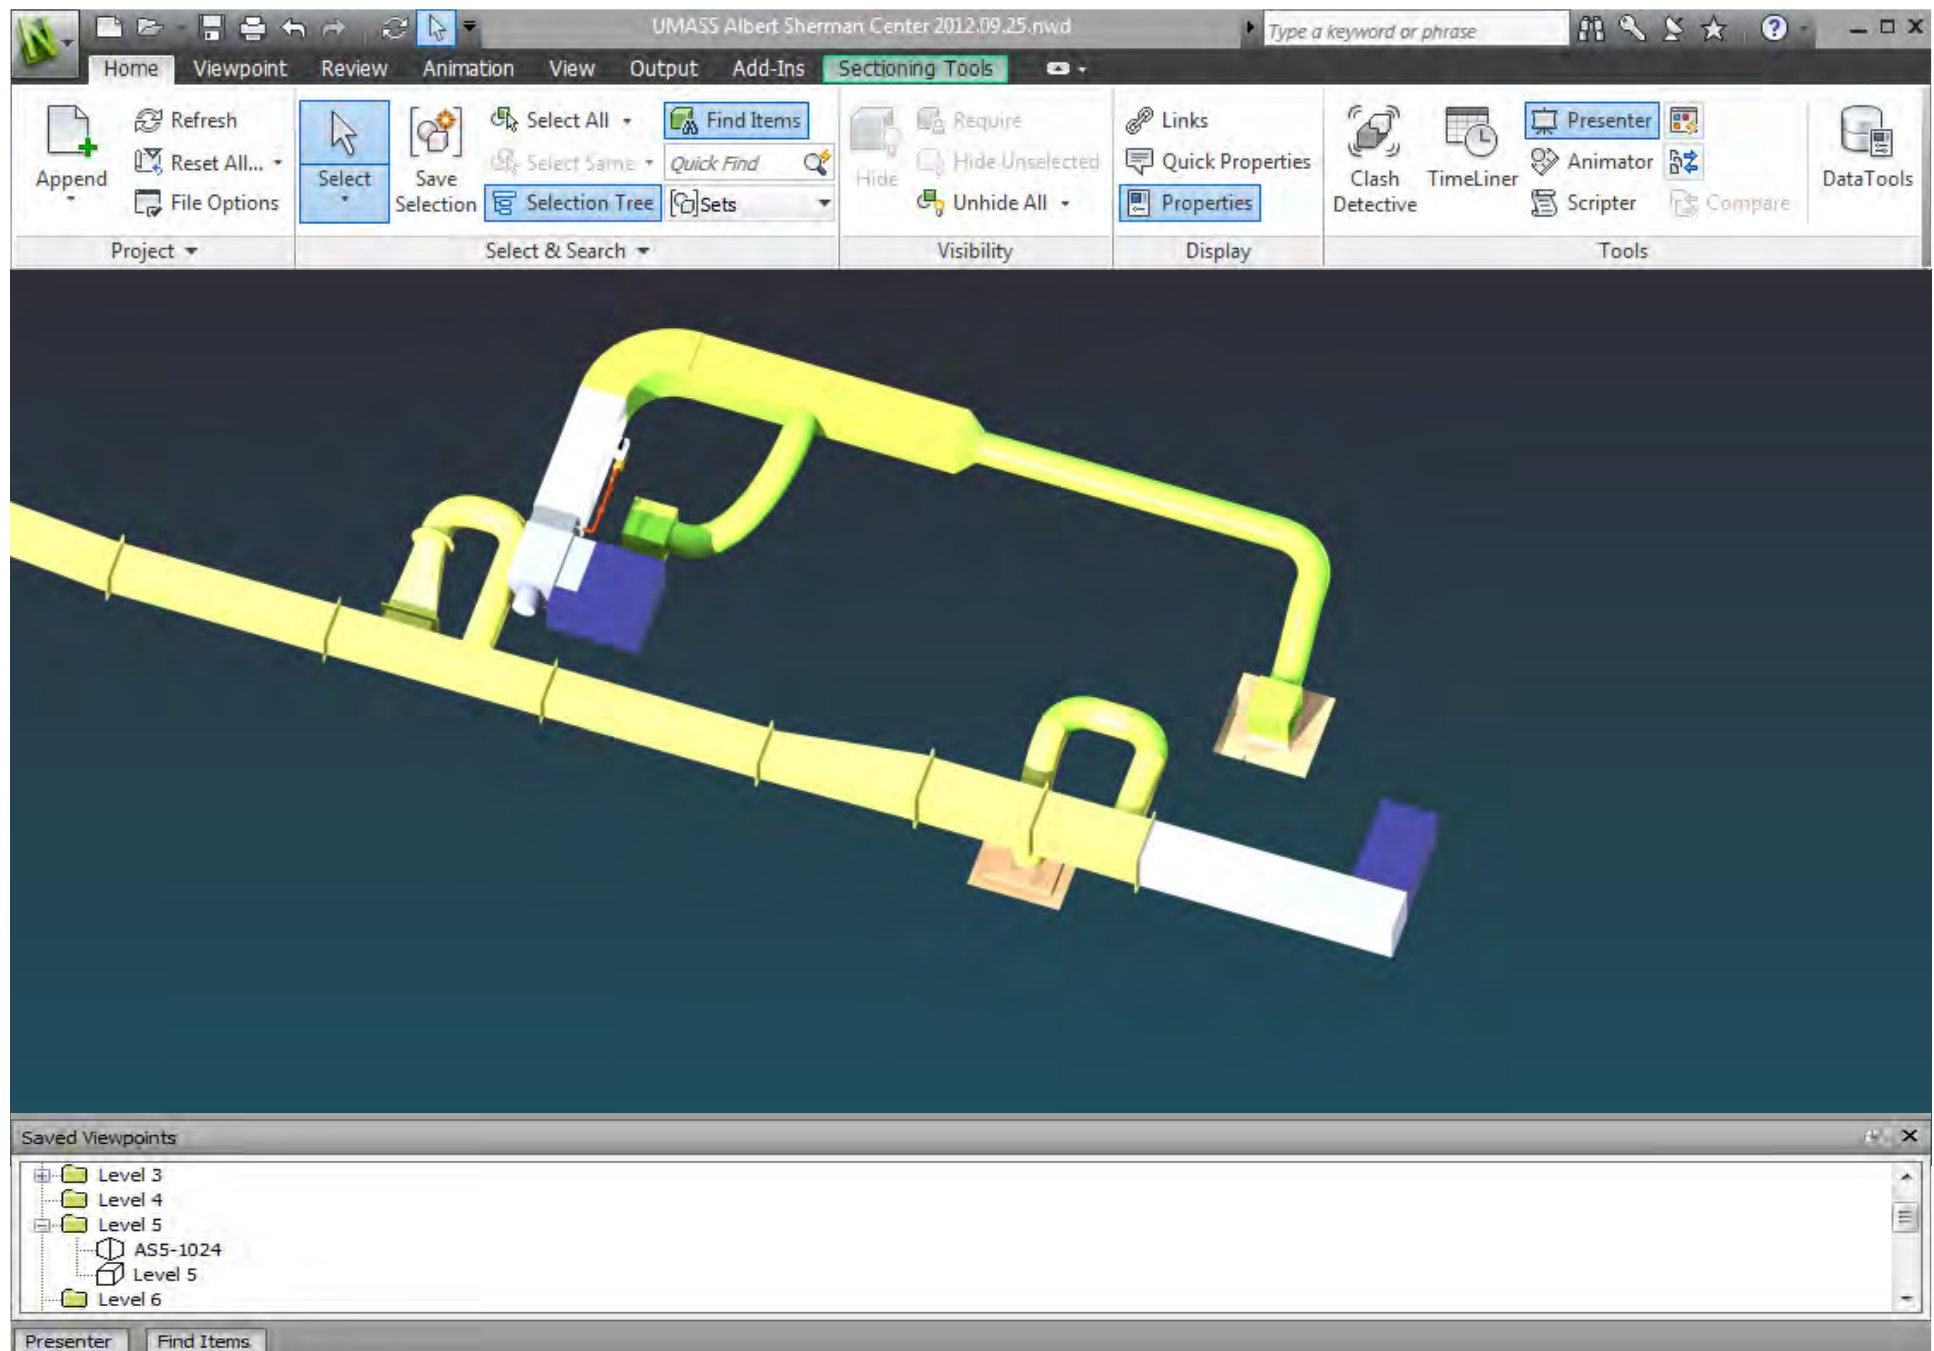 UMASS Albert Sherman Center 2012.09.25.nwd
Type a keyword or phrase
Home Viewpoint Review Animation View Output Add-Ins Sectioning Tools
Append
Refresh
Reset All...
File Options
Project
Select
Save Selection
Select All
Select Same
Selection Tree
Find Items
Quick Find
Sets
Select & Search
Hide
Require
Hide Unselected
Unhide All
Visibility
Links
Quick Properties
Properties
Display
Clash Detective
TimeLiner
Presenter
Animator
Scripter
Compare
Tools
DataTools
Saved Viewpoints
Level 3
Level 4
Level 5
AS5-1024
Level 5
Level 6
Presenter Find Items